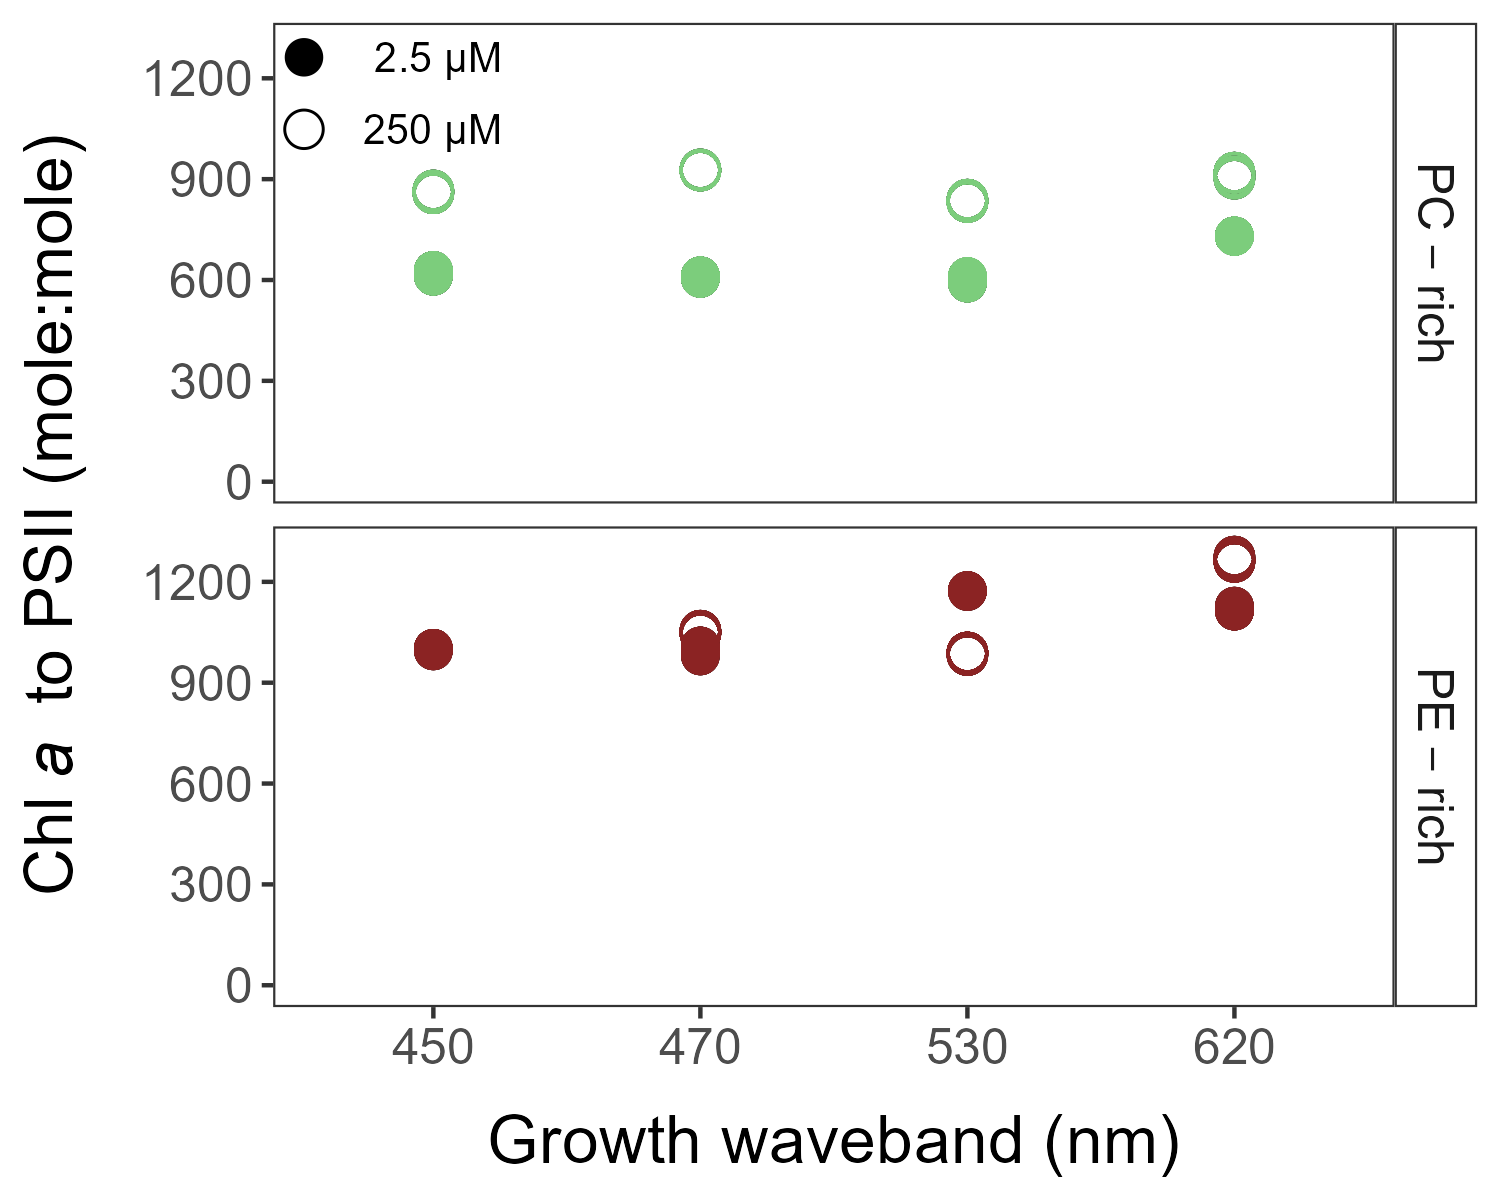 2.5 µM
250 µM
1200
900
600
300
0
PC – rich
1200
900
600
300
0
PE – rich
450 470 530 620
Growth waveband (nm)
Chl a to PSII (mole:mole)